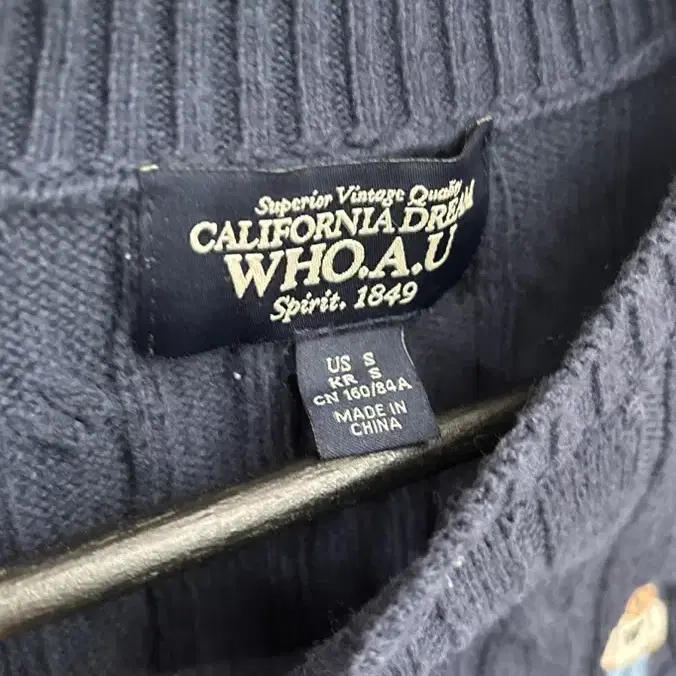 Superior Vintage Quality
CALIFORNIA DREAM
WHO.A.U
Spirit. 1849
US S
KR S
CN 160/84A
MADE IN
CHINA